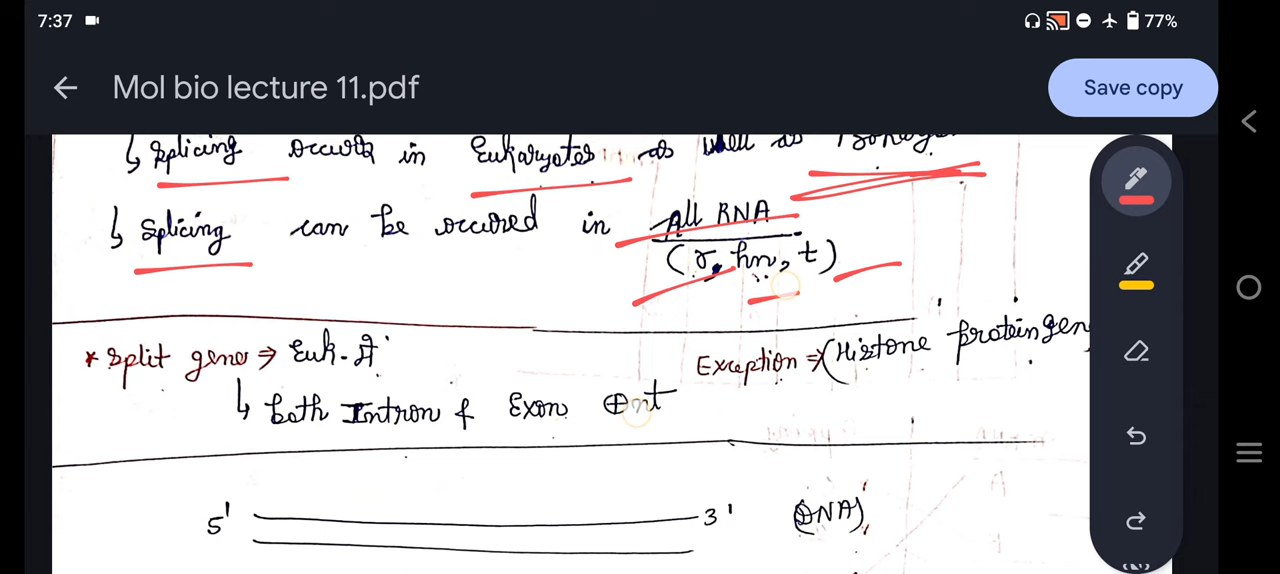 7:37 77%
Mol bio lecture 11.pdf Save copy
↳ Splicing occurs in Eukaryotes as well as
↳ Splicing can be occured in All RNA
(r, hn, t)
* Split gene ⇒ Euk. में Exception ⇒ (Histone protein gen
↳ both Intron & Exon ⊕nt
5' 3' (DNA)